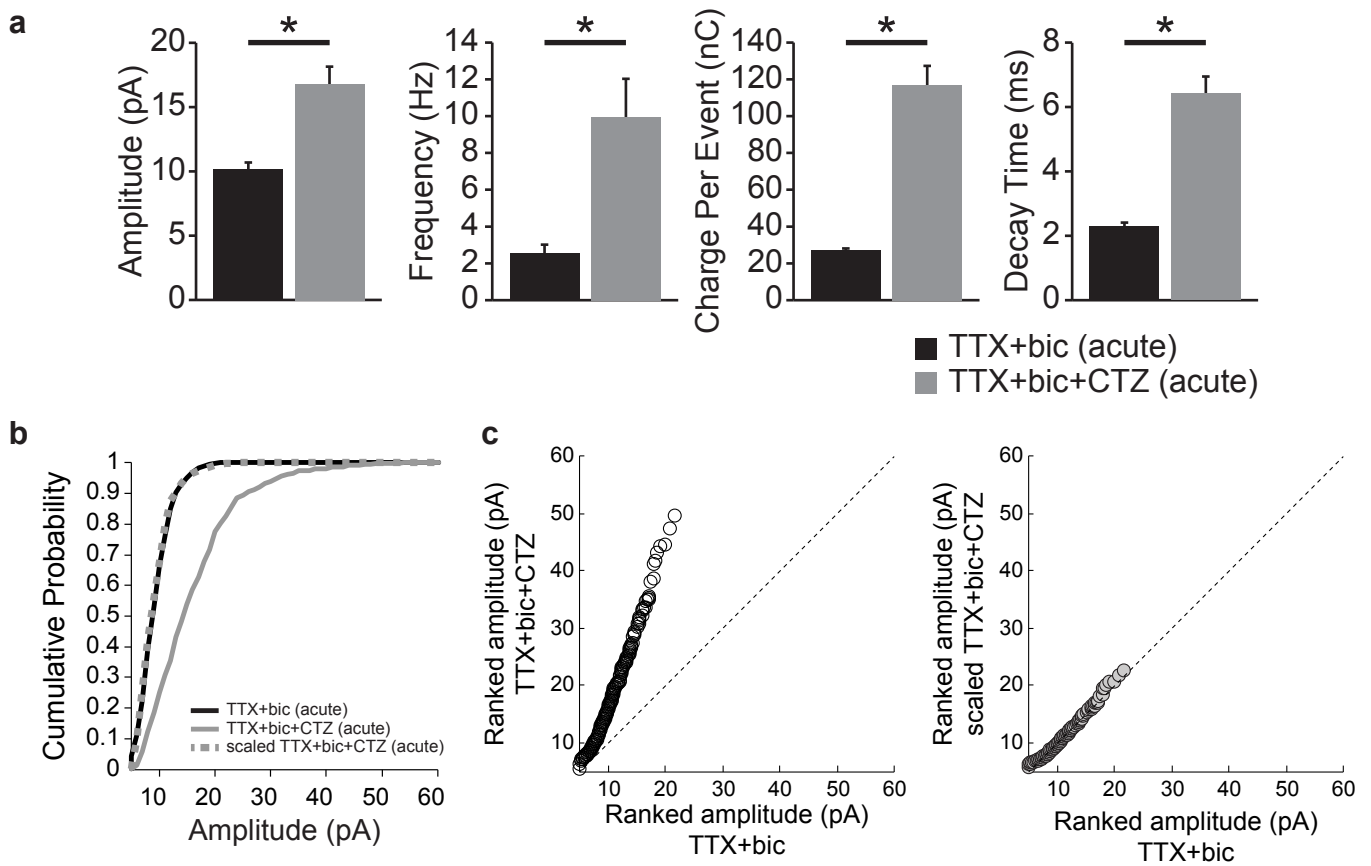 a
Amplitude (pA)
20
15
10
5
0
*
Frequency (Hz)
14
12
10
8
6
4
2
0
*
Charge Per Event (nC)
140
120
100
80
60
40
20
0
*
Decay Time (ms)
8
6
4
2
0
*
TTX+bic (acute)
TTX+bic+CTZ (acute)
b
Cumulative Probability
1
0.9
0.8
0.7
0.6
0.5
0.4
0.3
0.2
0.1
0
TTX+bic (acute)
TTX+bic+CTZ (acute)
scaled TTX+bic+CTZ (acute)
10 20 30 40 50 60
Amplitude (pA)
c
Ranked amplitude (pA)
TTX+bic+CTZ
60
50
40
30
20
10
10 20 30 40 50 60
Ranked amplitude (pA)
TTX+bic
Ranked amplitude (pA)
scaled TTX+bic+CTZ
60
50
40
30
20
10
10 20 30 40 50 60
Ranked amplitude (pA)
TTX+bic